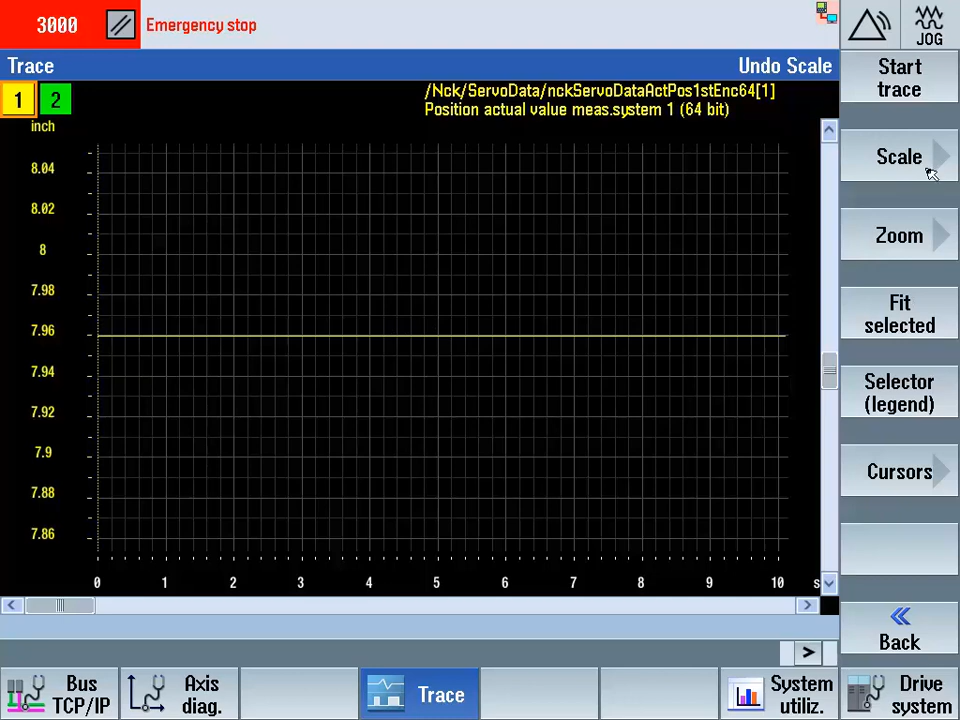 3000
Emergency stop
JOG
Trace
Undo Scale
1
2
/Nck/ServoData/nckServoDataActPos1stEnc64[1]
Position actual value meas.system 1 (64 bit)
inch
8.04
8.02
8
7.98
7.96
7.94
7.92
7.9
7.88
7.86
0 1 2 3 4 5 6 7 8 9 10 s
Start
trace
Scale
Zoom
Fit
selected
Selector
(legend)
Cursors
Back
>
Bus
TCP/IP
Axis
diag.
Trace
System
utiliz.
Drive
system